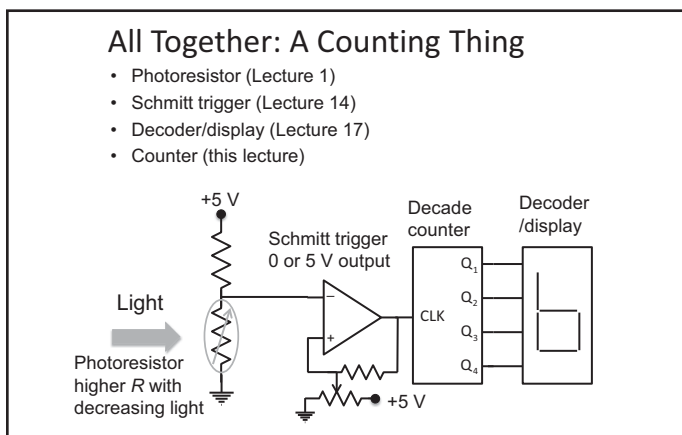 All Together: A Counting Thing
• Photoresistor (Lecture 1)
• Schmitt trigger (Lecture 14)
• Decoder/display (Lecture 17)
• Counter (this lecture)
+5 V
Schmitt trigger
0 or 5 V output
Decade
counter
Decoder
/display
Light
Photoresistor
higher R with
decreasing light
−
+
+5 V
CLK
Q1
Q2
Q3
Q4